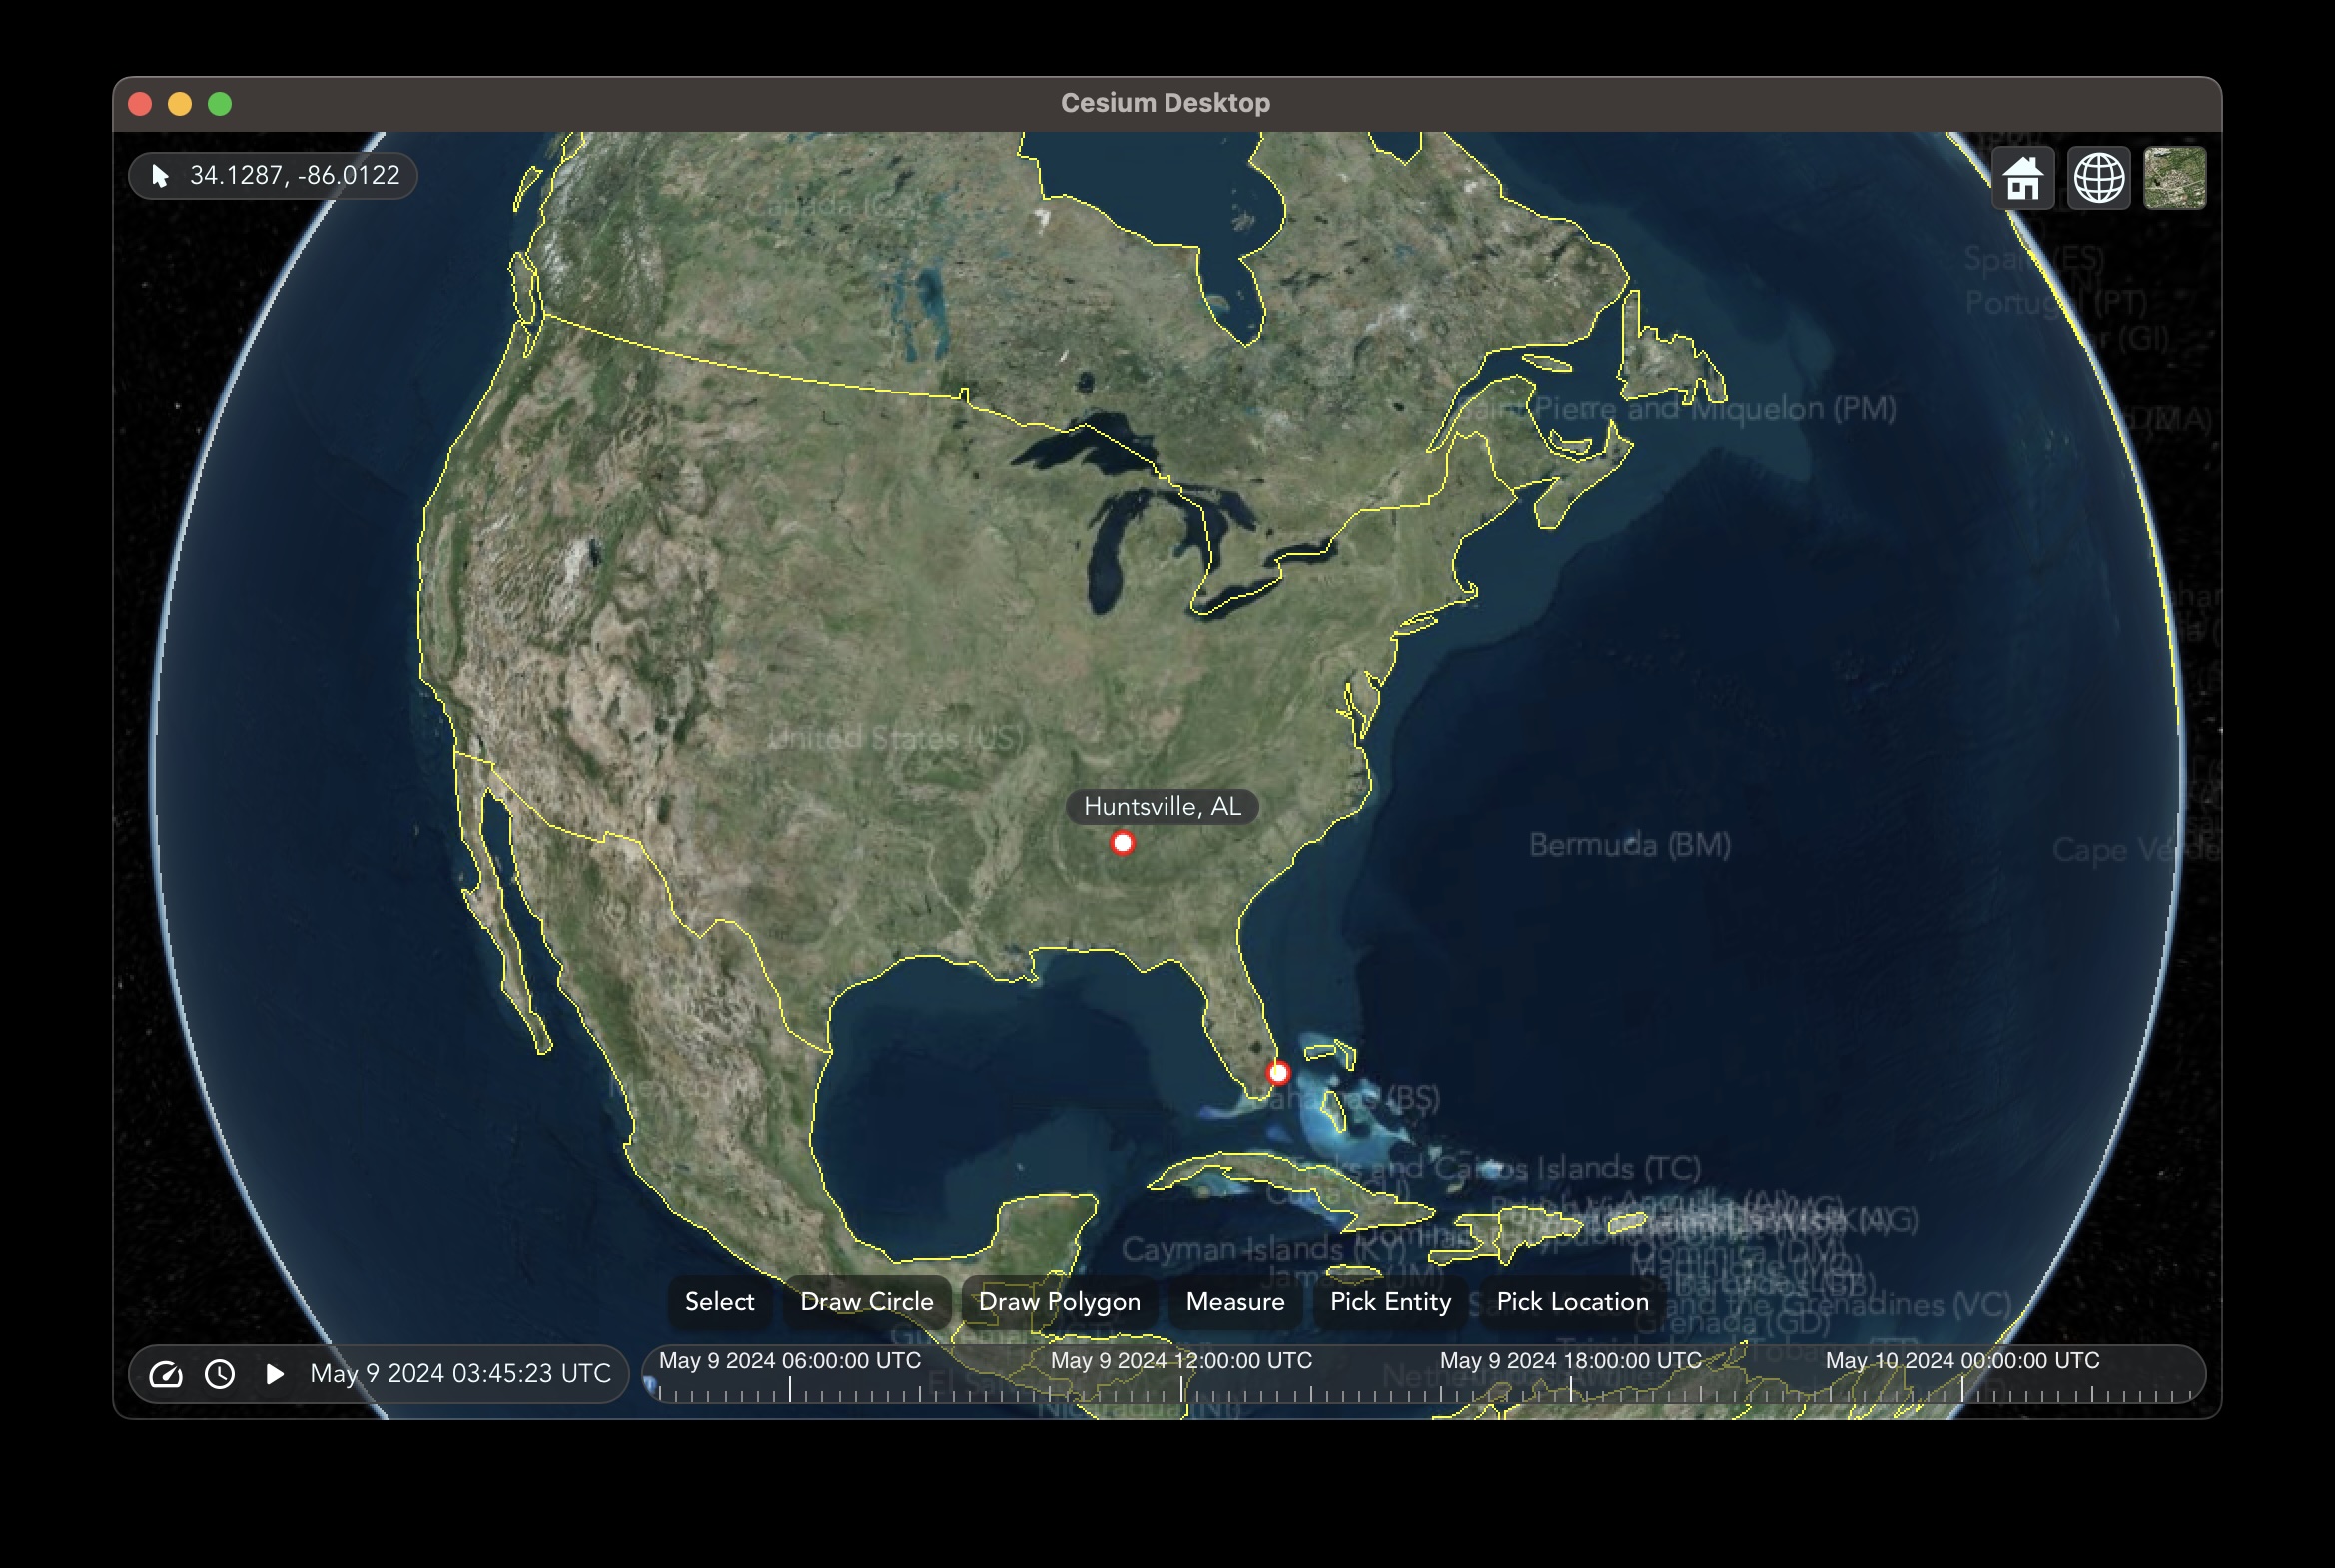 Cesium Desktop
34.1287, -86.0122
Canada (CA)
Spain (ES)
Portugal (PT)
(GI)
Saint Pierre and Miquelon (PM)
United States (US)
Huntsville, AL
Bermuda (BM)
Cape Verde
Mexico (MX)
Bahamas (BS)
Turks and Caicos Islands (TC)
Cuba (CU)
Anguilla (AI)
Cayman Islands (KY)
Dominica (DM)
Jamaica (JM)
Martinique (MQ)
Barbados (BB)
Select
Draw Circle
Draw Polygon
Measure
Pick Entity
Pick Location
and the Grenadines (VC)
Grenada (GD)
May 9 2024 03:45:23 UTC
May 9 2024 06:00:00 UTC
May 9 2024 12:00:00 UTC
May 9 2024 18:00:00 UTC
May 10 2024 00:00:00 UTC
Nicaragua (NI)